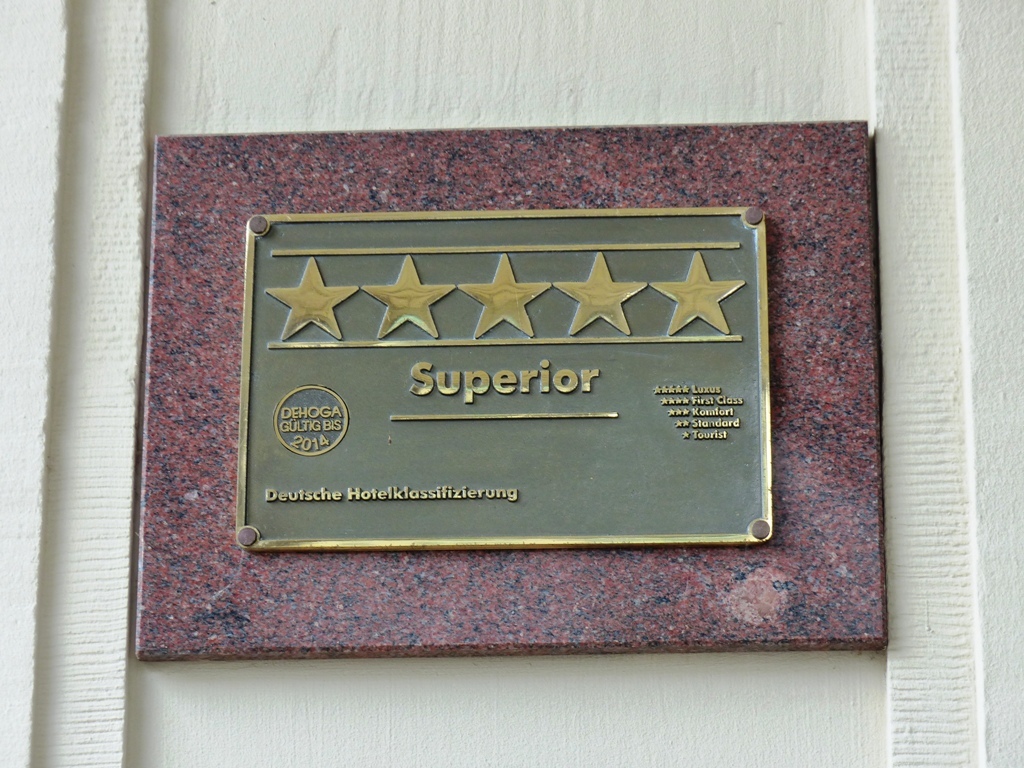 Superior
DEHOGA
GÜLTIG BIS
2014
★★★★★ Luxus
★★★★ First Class
★★★ Komfort
★★ Standard
★ Tourist
Deutsche Hotelklassifizierung